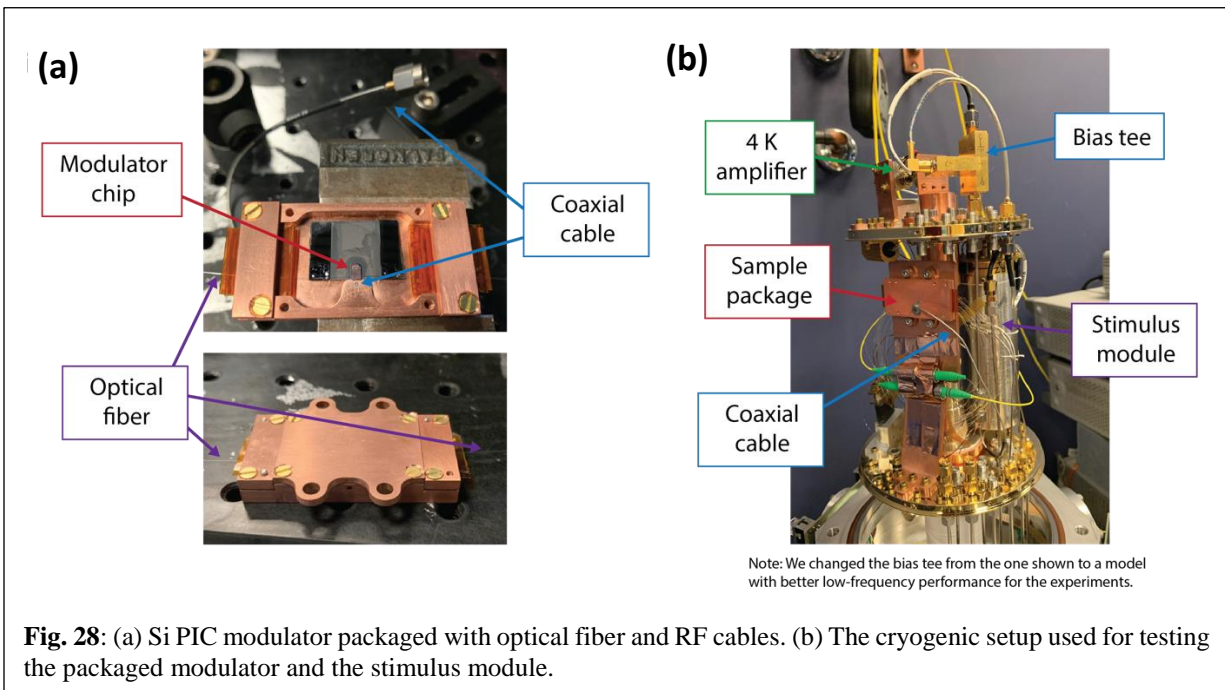 (a)
Modulator
chip
Coaxial
cable
Optical
fiber
(b)
4 K
amplifier
Bias tee
Sample
package
Stimulus
module
Coaxial
cable
Note: We changed the bias tee from the one shown to a model
with better low-frequency performance for the experiments.
Fig. 28: (a) Si PIC modulator packaged with optical fiber and RF cables. (b) The cryogenic setup used for testing
the packaged modulator and the stimulus module.